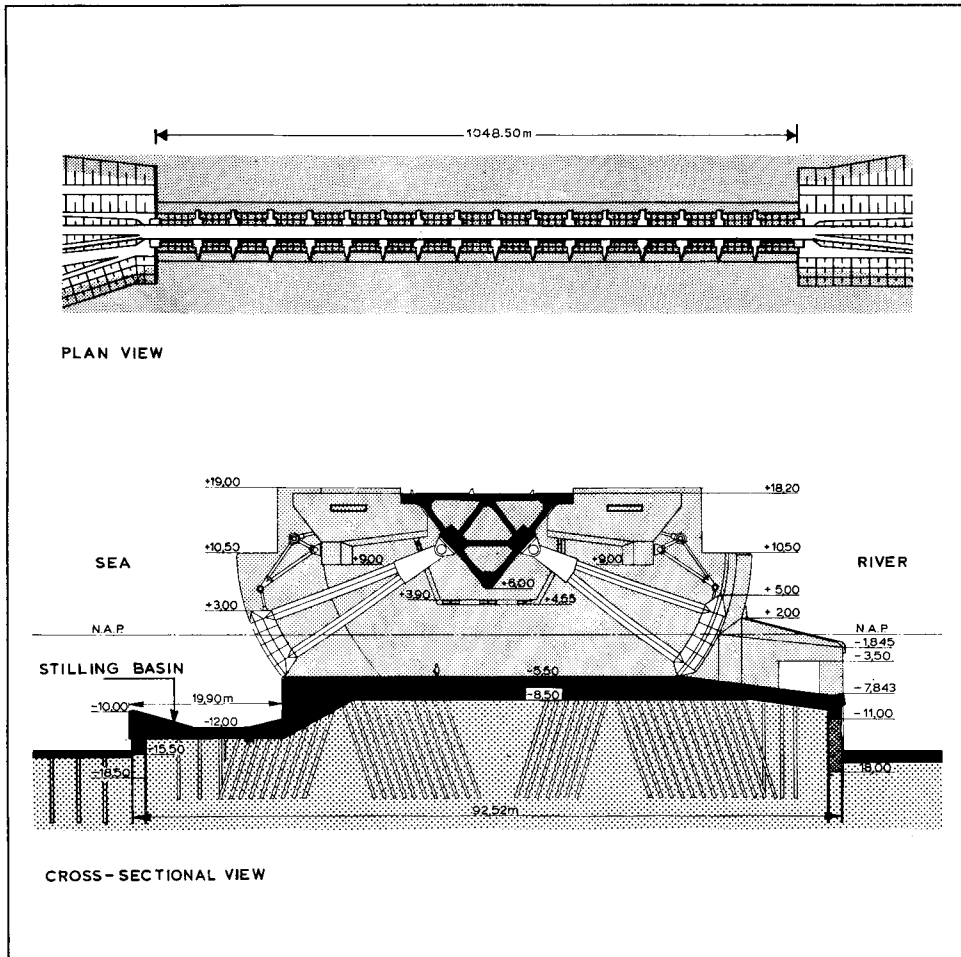 1048.50m
PLAN VIEW
+19,00
+18,20
SEA
+10,50
+9,00
+9,00
+10,50
RIVER
+6,00
+3,90
+4,55
+5,00
+3,00
+2,00
N.A.P.
N.A.P.
-1,845
-3,50
STILLING BASIN
-5,50
-7,843
19,90m
-8,50
-10,00
-11,00
-12,00
-15,50
-18,50
-18,00
92,52m
CROSS-SECTIONAL VIEW